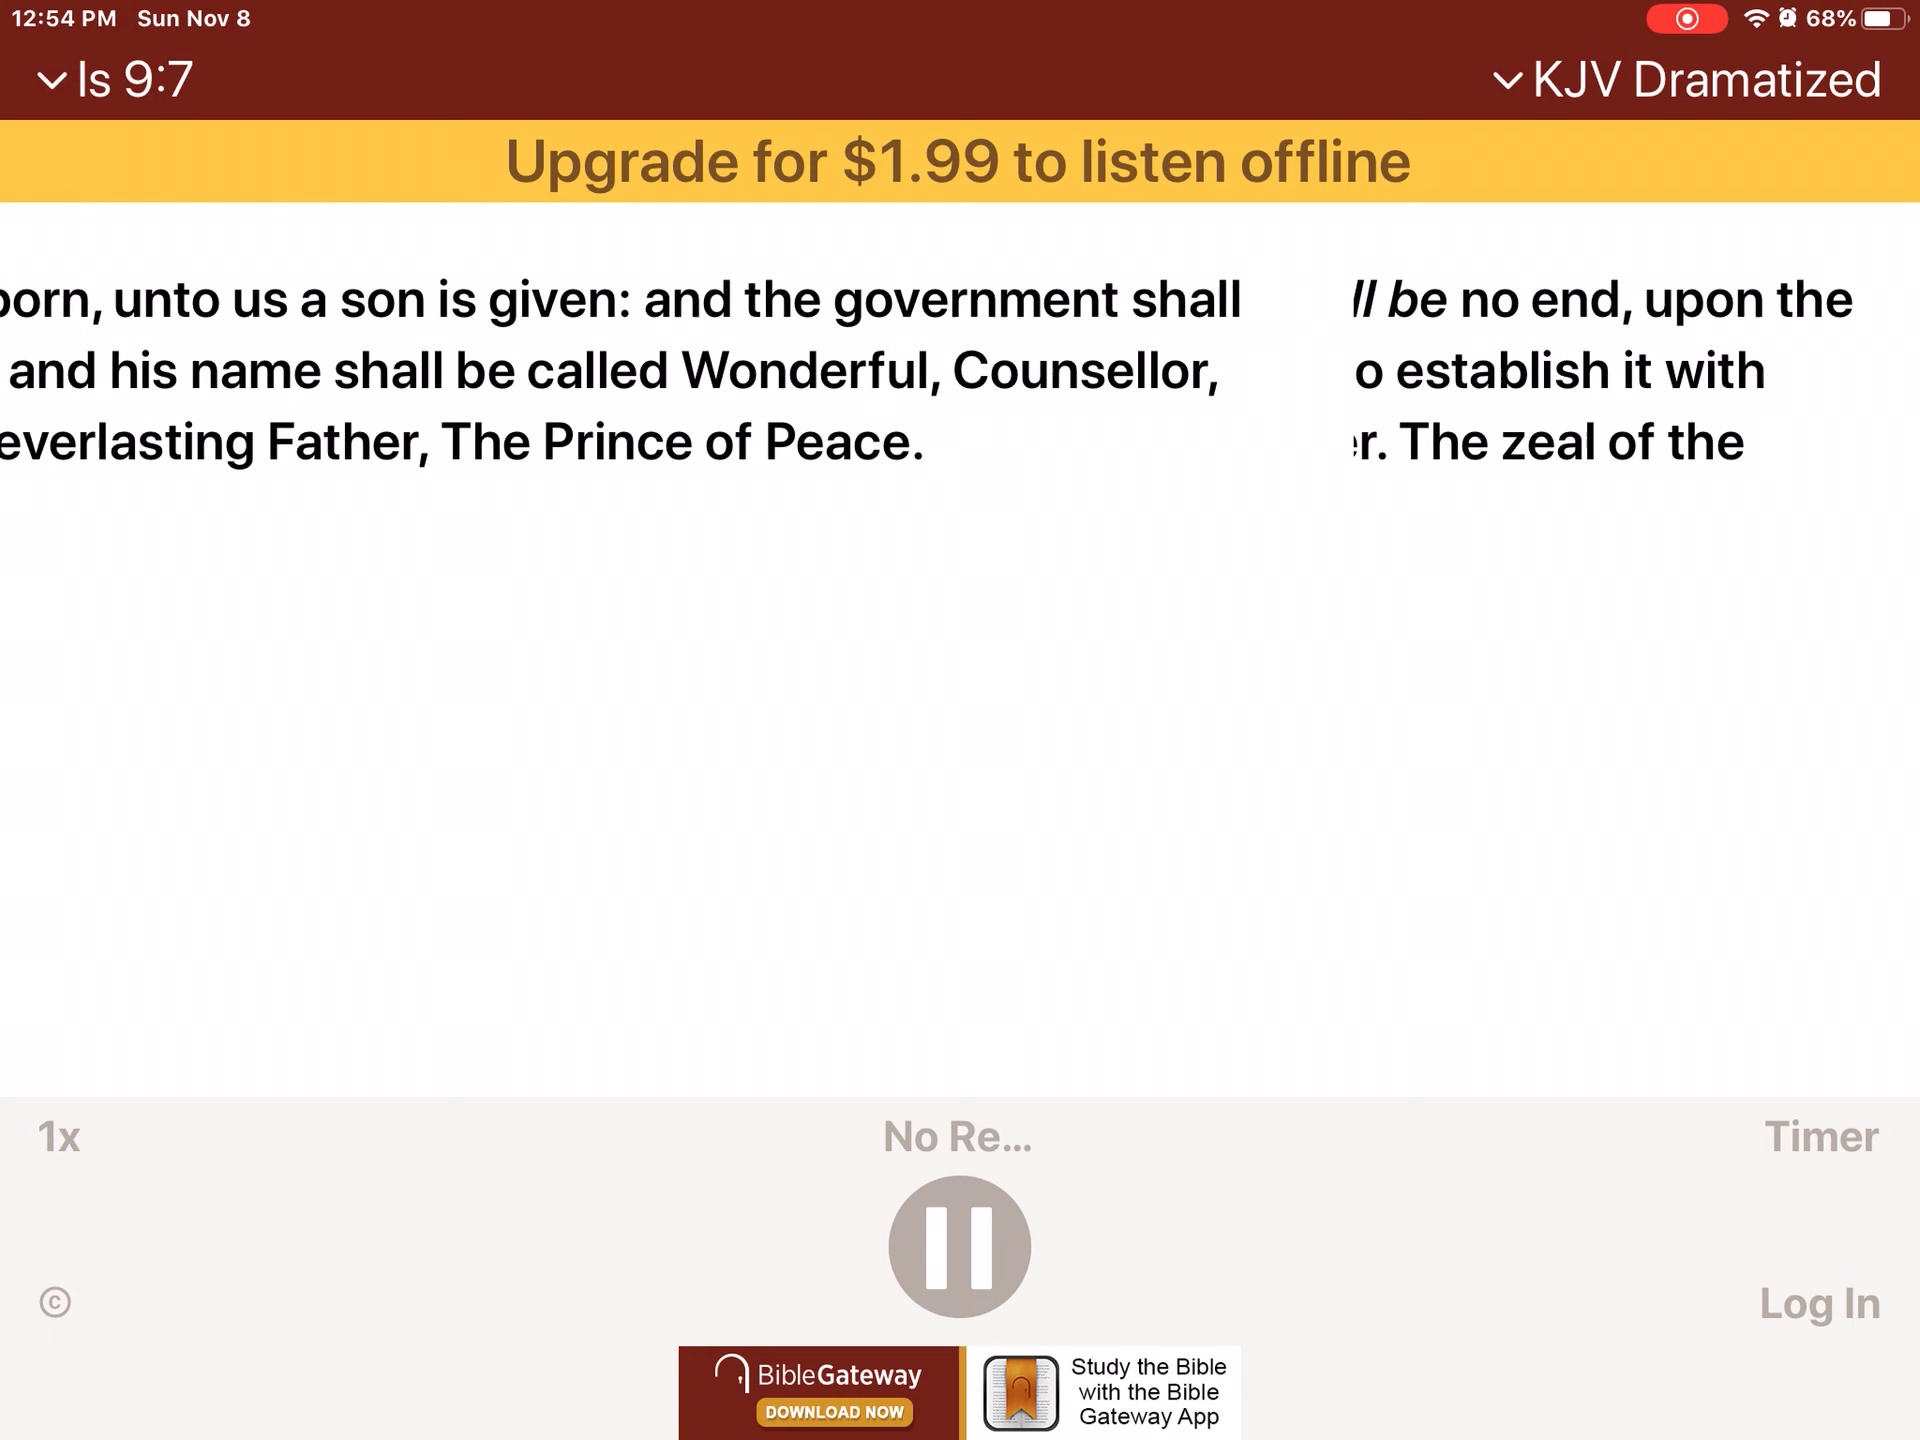 12:54 PM Sun Nov 8 68%
Is 9:7 KJV Dramatized
Upgrade for $1.99 to listen offline
unto us a son is given: and the government shall
be no end, upon the
and his name shall be called Wonderful, Counsellor,
establish it with
everlasting Father, The Prince of Peace.
The zeal of the
1x No Re... Timer
© Log In
BibleGateway
DOWNLOAD NOW
Study the Bible
with the Bible
Gateway App